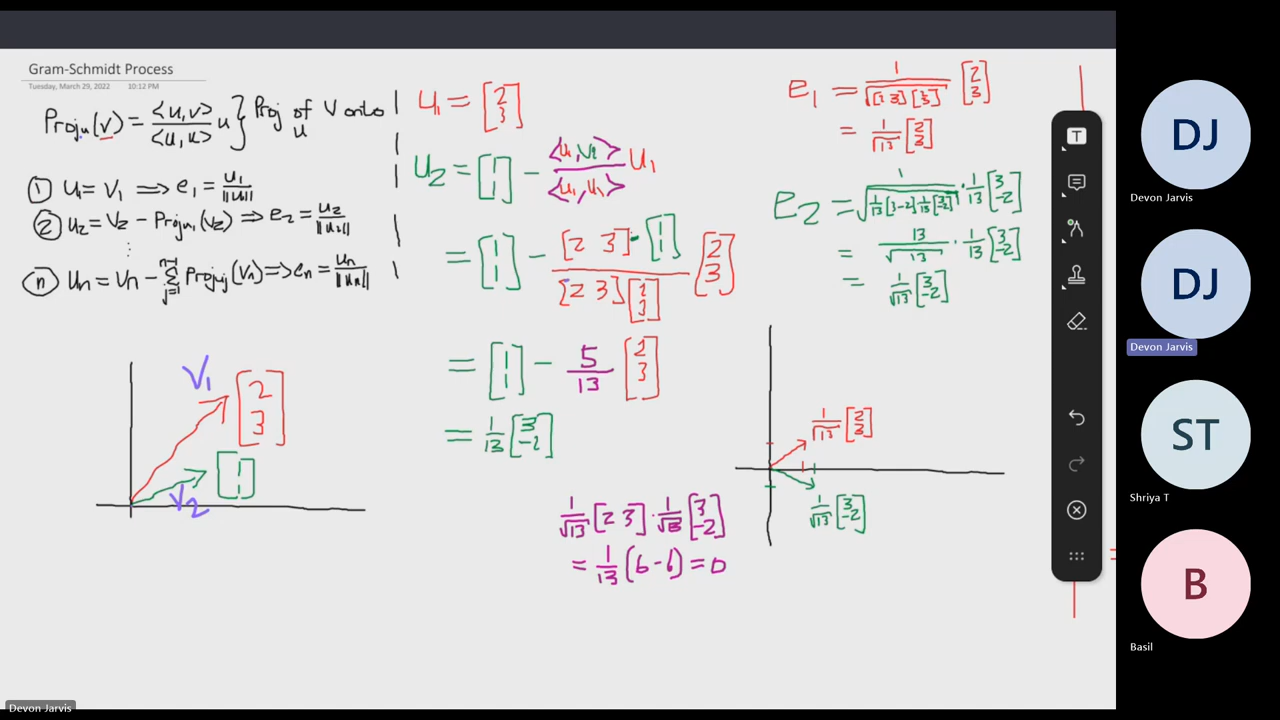 Gram-Schmidt Process
Tuesday, March 29, 2022 10:12 PM
Proj_u(v) = <u,v>/<u,u> u } Proj of V onto u
① u₁ = v₁ ⟹ e₁ = u₁/||u₁||
② u₂ = v₂ − Proj_u₁(v₂) ⟹ e₂ = u₂/||u₂||
⋮
ⓝ uₙ = vₙ − Σ_{j=1}^{n-1} Proj_uj(vₙ) ⟹ eₙ = uₙ/||uₙ||
V₁ [2 3]
V₂ [1 1]
u₁ = [2 3]
u₂ = [1 1] − <u₁,v₂>/<u₁,u₁> u₁
= [1 1] − [2 3]·[1 1] / [2 3][2 3] [2 3]
= [1 1] − 5/13 [2 3]
= 1/13 [3 -2]
1/√13 [2 3] · 1/√13 [3 -2]
= 1/13 (6-6) = 0
e₁ = 1/√([2 3][2 3]) [2 3]
= 1/√13 [2 3]
e₂ = 1/√(1/13 [3 -2] 1/13 [3 -2]) · 1/13 [3 -2]
= 13/√13 · 1/13 [3 -2]
= 1/√13 [3 -2]
1/√13 [2 3]
1/√13 [3 -2]
T
DJ
Devon Jarvis
DJ
Devon Jarvis
ST
Shriya T
B
Basil
Devon Jarvis